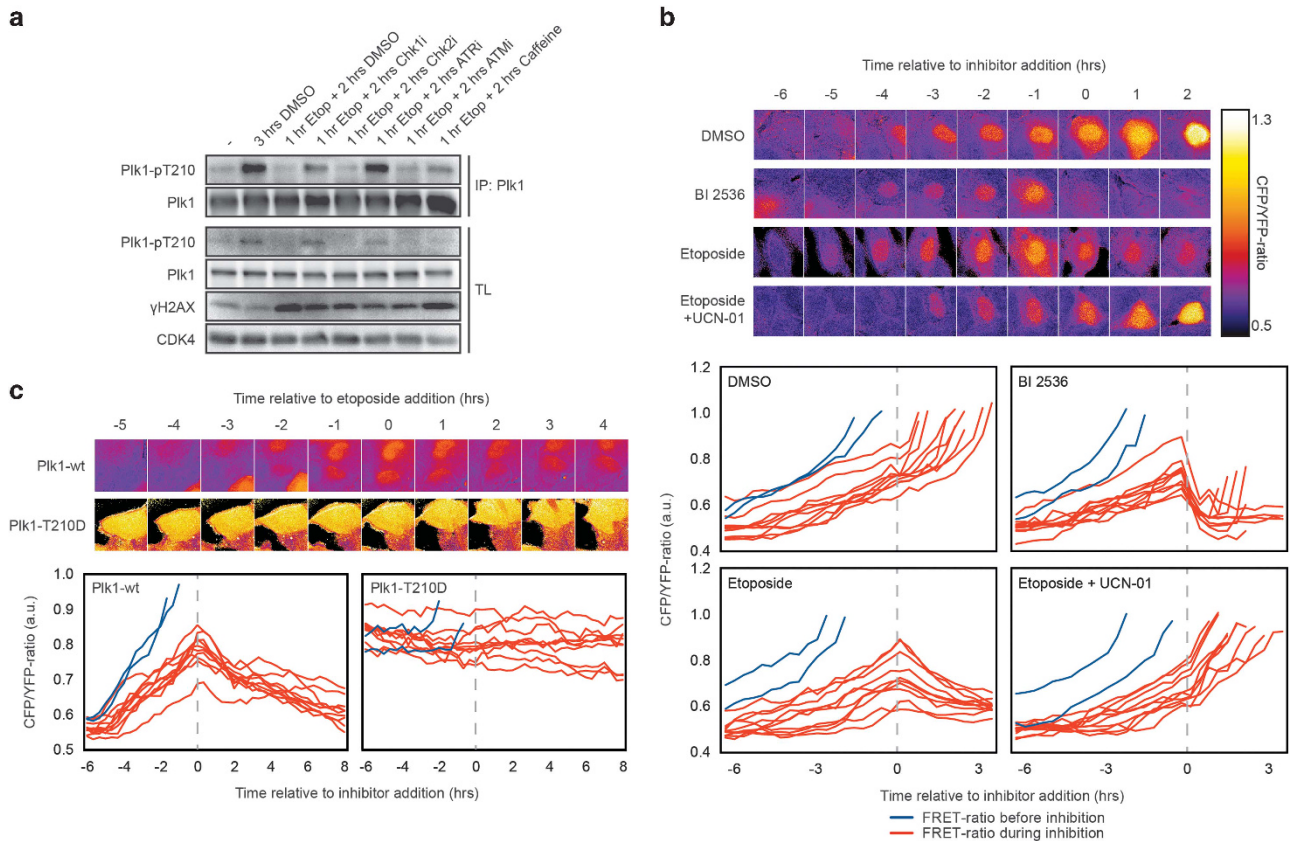 a
-
3 hrs DMSO
1 hr Etop + 2 hrs DMSO
1 hr Etop + 2 hrs Chk1i
1 hr Etop + 2 hrs Chk2i
1 hr Etop + 2 hrs ATRi
1 hr Etop + 2 hrs ATMi
1 hr Etop + 2 hrs Caffeine
Plk1-pT210
Plk1
IP: Plk1
Plk1-pT210
Plk1
γH2AX
CDK4
TL
b
Time relative to inhibitor addition (hrs)
-6 -5 -4 -3 -2 -1 0 1 2
DMSO
BI 2536
Etoposide
Etoposide
+UCN-01
1.3
CFP/YFP-ratio
0.5
DMSO
BI 2536
Etoposide
Etoposide + UCN-01
1.2
1.0
0.8
0.6
0.4
1.2
1.0
0.8
0.6
0.4
CFP/YFP-ratio (a.u.)
-6 -3 0 3 -6 -3 0 3
Time relative to inhibitor addition (hrs)
FRET-ratio before inhibition
FRET-ratio during inhibition
c
Time relative to etoposide addition (hrs)
-5 -4 -3 -2 -1 0 1 2 3 4
Plk1-wt
Plk1-T210D
Plk1-wt
Plk1-T210D
1.0
0.9
0.8
0.7
0.6
0.5
CFP/YFP-ratio (a.u.)
-6 -4 -2 0 2 4 6 8 -6 -4 -2 0 2 4 6 8
Time relative to inhibitor addition (hrs)